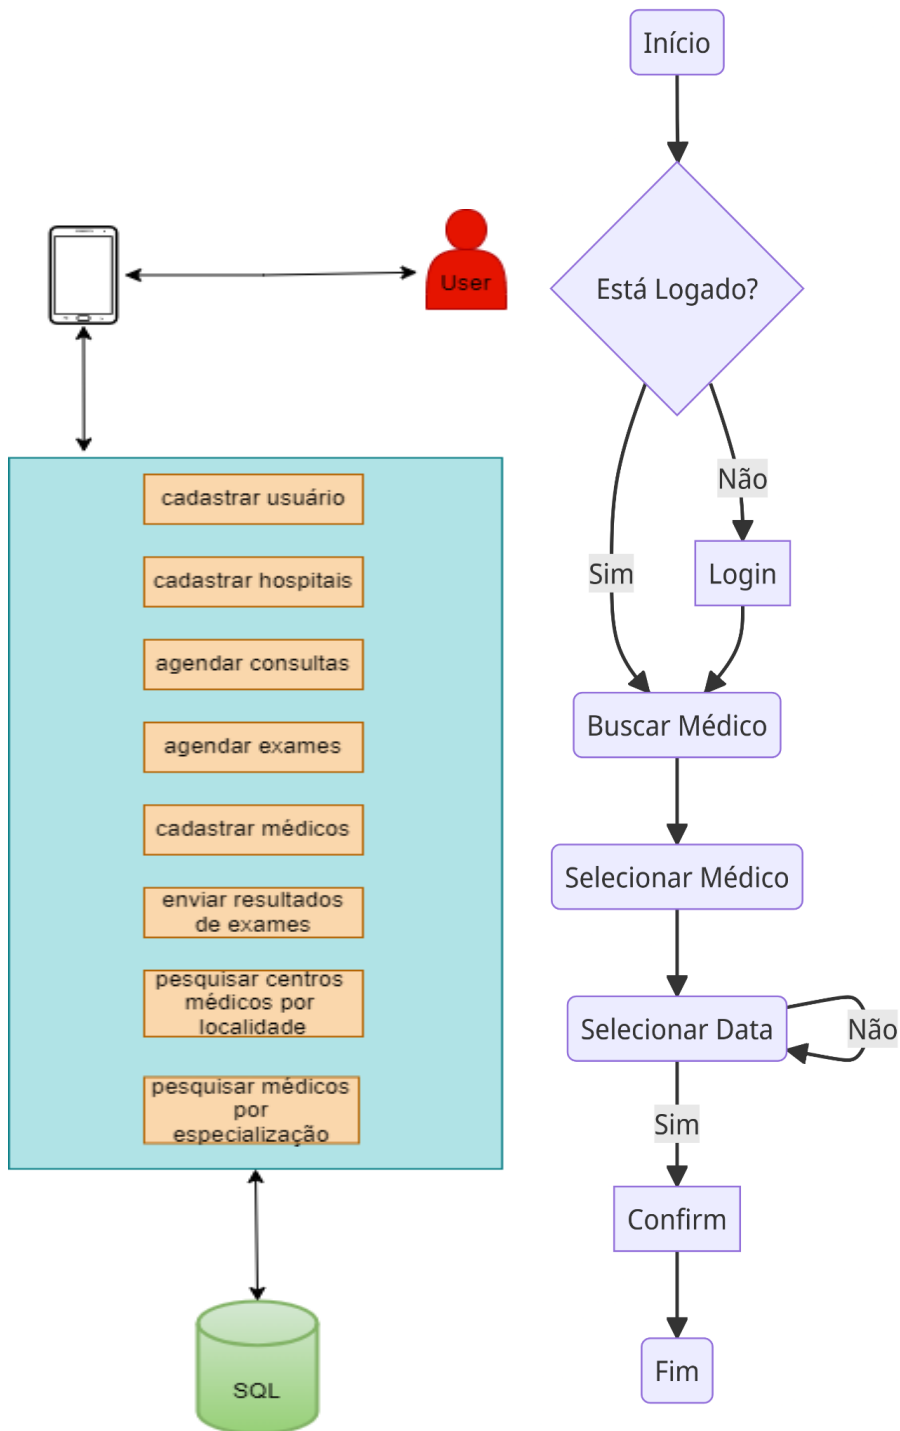 User
cadastrar usuário
cadastrar hospitais
agendar consultas
agendar exames
cadastrar médicos
enviar resultados
de exames
pesquisar centros
médicos por
localidade
pesquisar médicos
por
especialização
SQL
Início
Está Logado?
Não
Sim
Login
Buscar Médico
Selecionar Médico
Selecionar Data
Não
Sim
Confirm
Fim